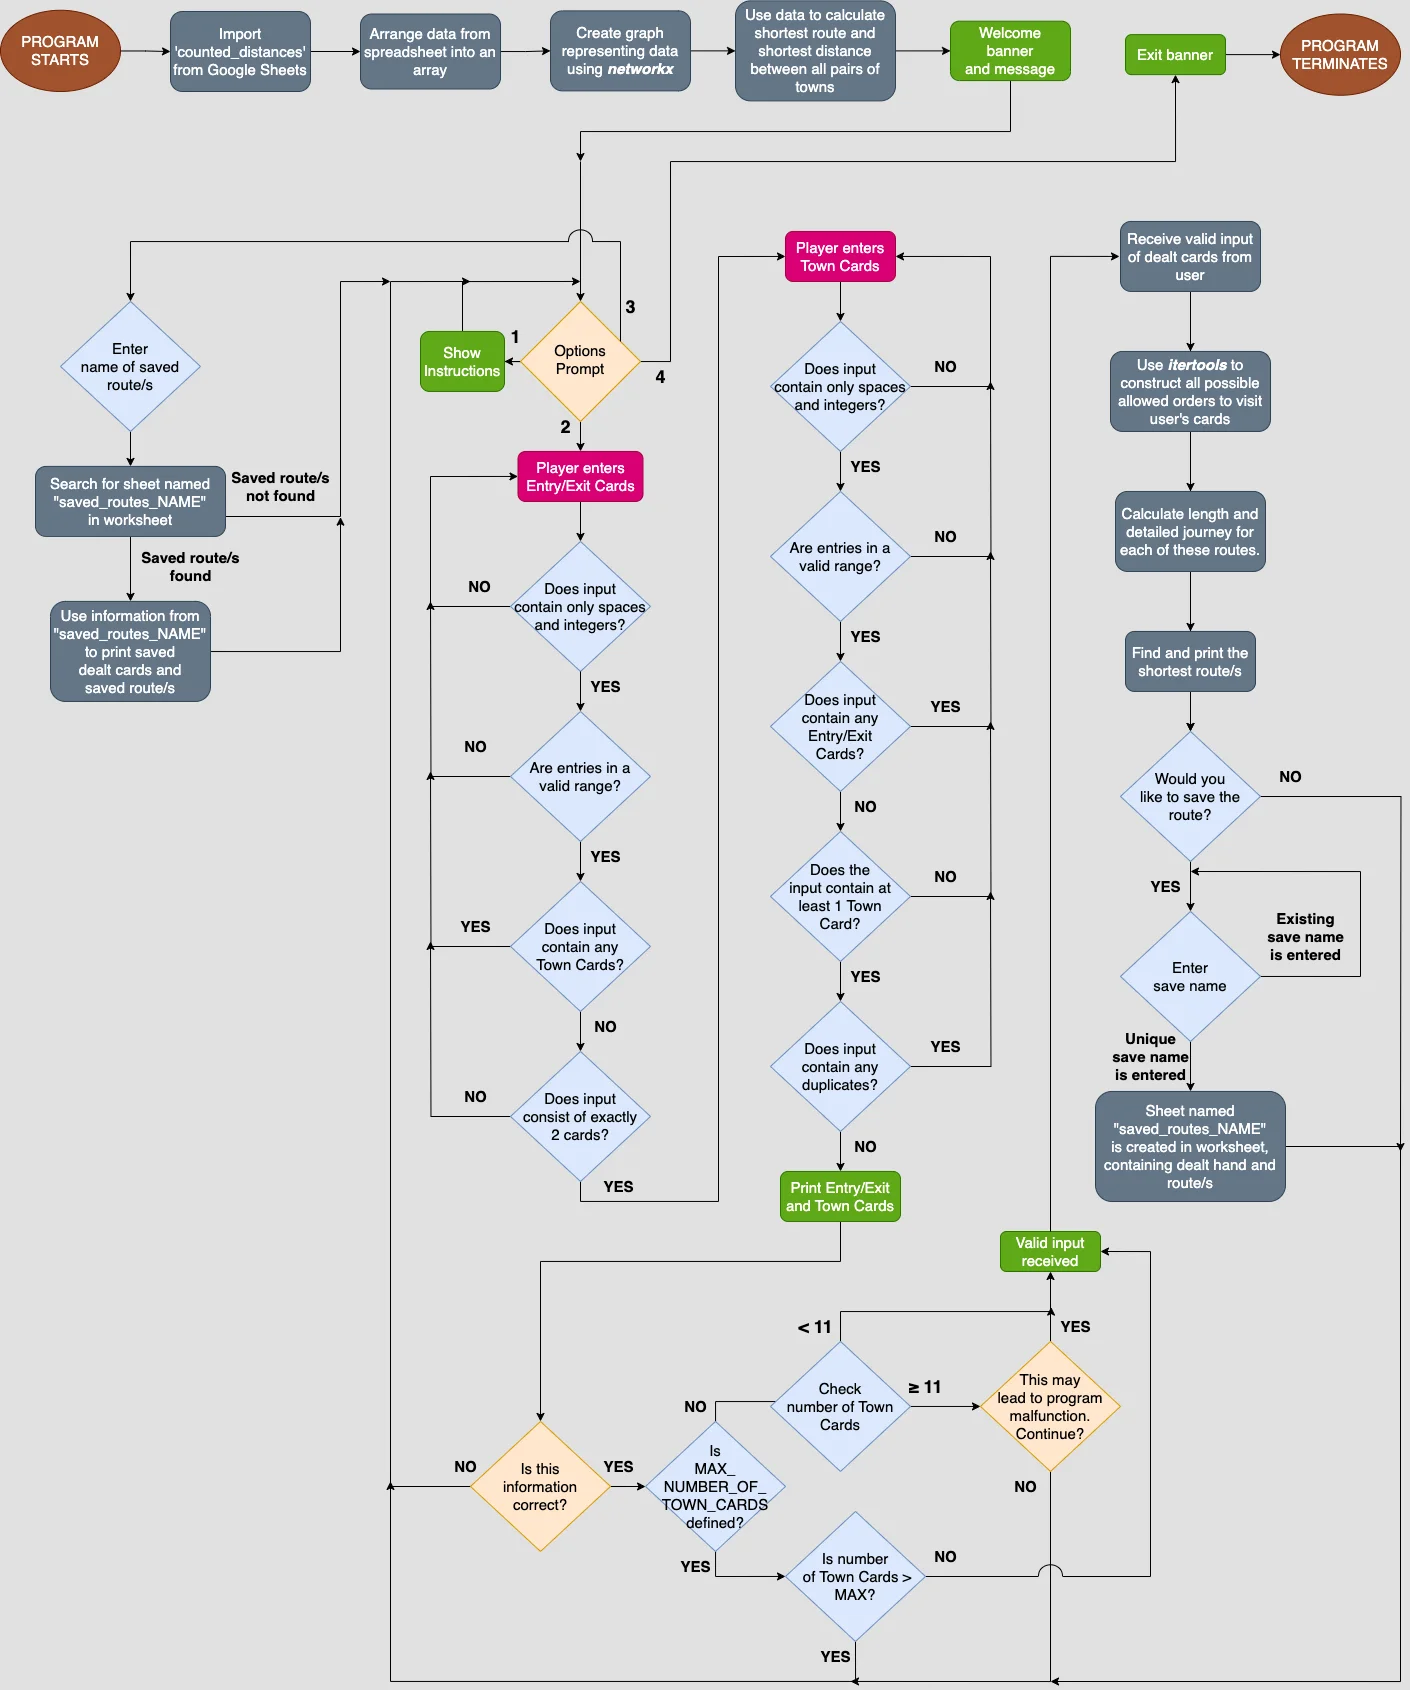 PROGRAM
STARTS
Import
'counted_distances'
from Google Sheets
Arrange data from
spreadsheet into an
array
Create graph
representing data
using networkx
Use data to calculate
shortest route and
shortest distance
between all pairs of
towns
Welcome
banner
and message
Exit banner
PROGRAM
TERMINATES
Enter
name of saved
route/s
Search for sheet named
"saved_routes_NAME"
in worksheet
Saved route/s
not found
Saved route/s
found
Use information from
"saved_routes_NAME"
to print saved
dealt cards and
saved route/s
Show
Instructions
1
Options
Prompt
3
4
2
Player enters
Entry/Exit Cards
Does input
contain only spaces
and integers?
NO
YES
Are entries in a
valid range?
NO
YES
Does input
contain any
Town Cards?
YES
NO
Does input
consist of exactly
2 cards?
NO
YES
Player enters
Town Cards
Does input
contain only spaces
and integers?
NO
YES
Are entries in a
valid range?
NO
YES
Does input
contain any
Entry/Exit
Cards?
YES
NO
Does the
input contain at
least 1 Town
Card?
NO
YES
Does input
contain any
duplicates?
YES
NO
Print Entry/Exit
and Town Cards
Is this
information
correct?
NO
YES
Is
MAX_
NUMBER_OF_
TOWN_CARDS
defined?
NO
YES
Check
number of Town
Cards
< 11
≥ 11
This may
lead to program
malfunction.
Continue?
YES
NO
Is number
of Town Cards >
MAX?
NO
YES
Valid input
received
Receive valid input
of dealt cards from
user
Use itertools to
construct all possible
allowed orders to visit
user's cards
Calculate length and
detailed journey for
each of these routes.
Find and print the
shortest route/s
Would you
like to save the
route?
NO
YES
Enter
save name
Existing
save name
is entered
Unique
save name
is entered
Sheet named
"saved_routes_NAME"
is created in worksheet,
containing dealt hand and
route/s